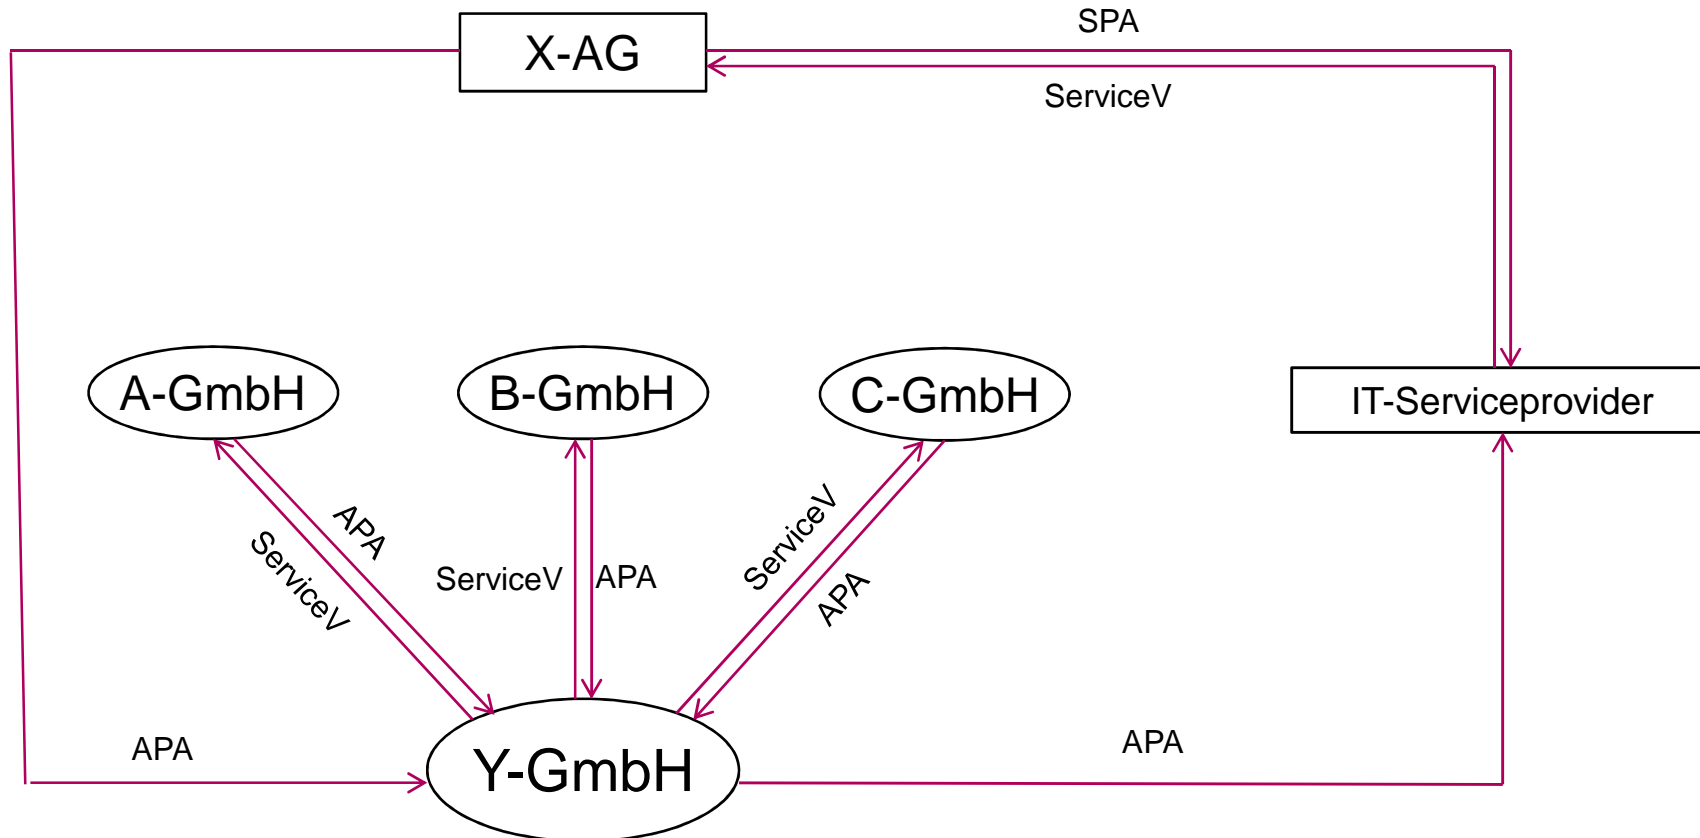 SPA
X-AG
ServiceV
A-GmbH
B-GmbH
C-GmbH
IT-Serviceprovider
APA
ServiceV
ServiceV
APA
ServiceV
APA
APA
Y-GmbH
APA